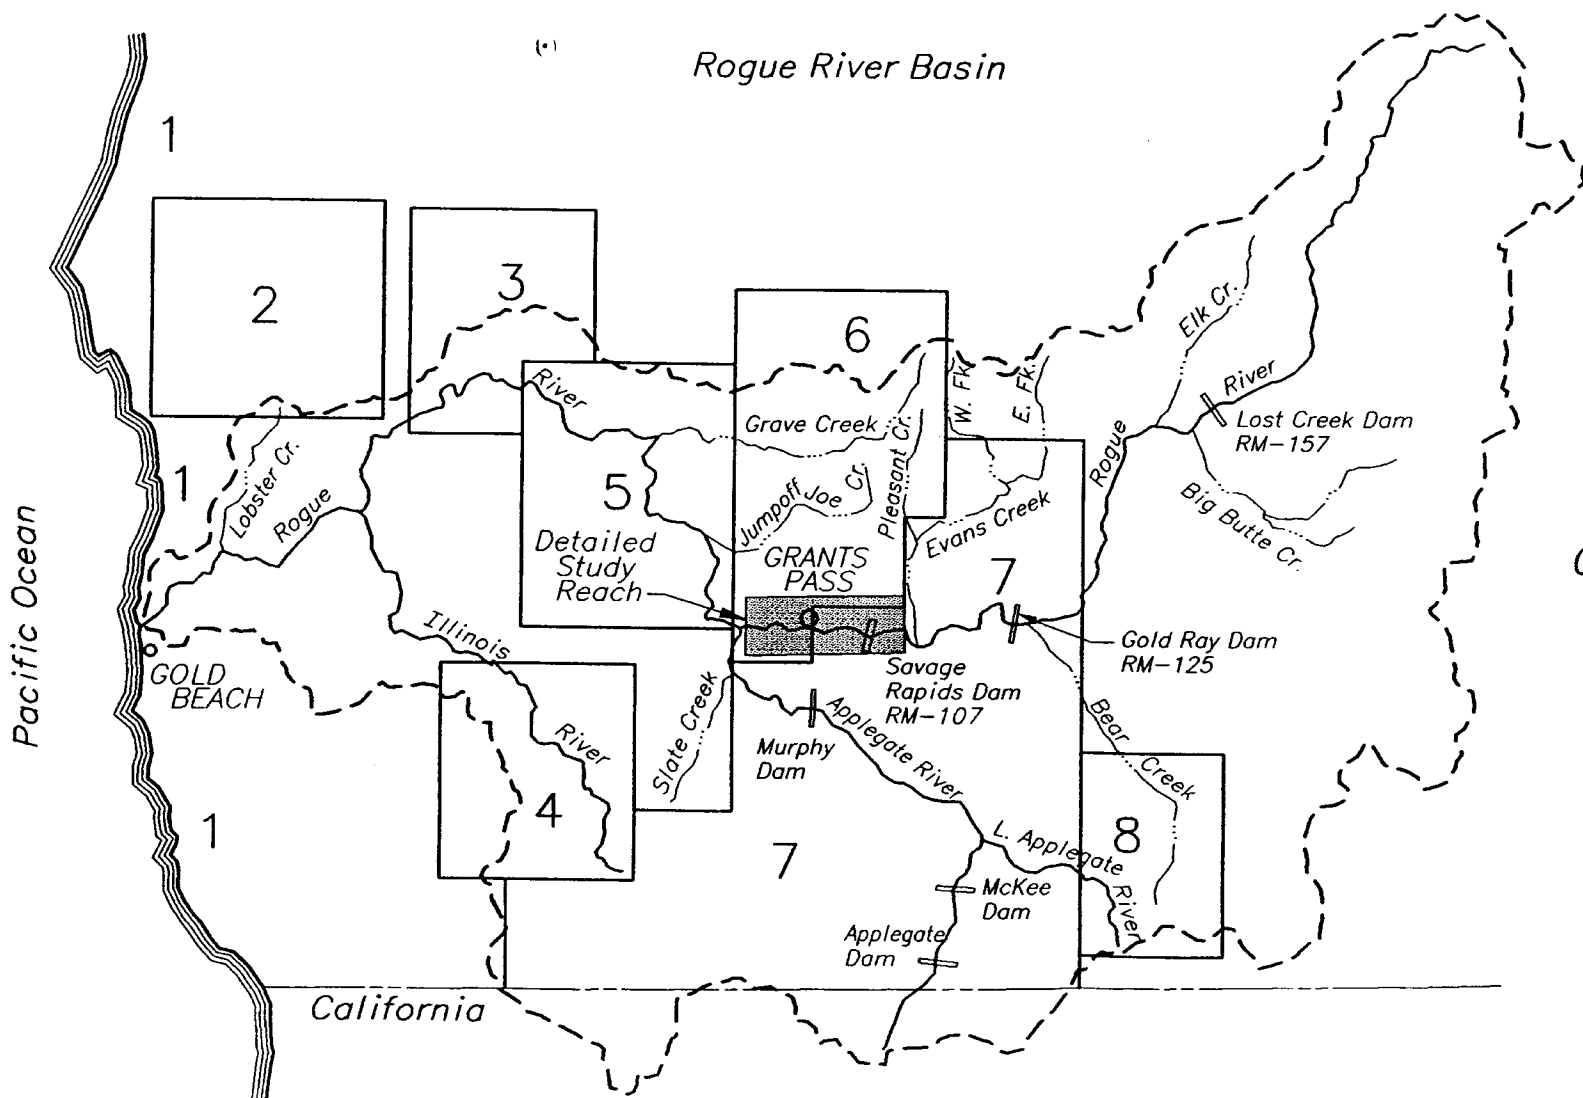 Rogue River Basin
1
2
3
6
Elk Cr.
River
Lost Creek Dam
RM-157
W. Fk.
E. Fk.
River
Grave Creek
Pleasant Cr.
Rogue
Big Butte Cr.
1
Lobster Cr.
Rogue
5
Jumpoff Joe Cr.
Evans Creek
Detailed
Study
Reach
GRANTS
PASS
7
Pacific Ocean
Illinois
Gold Ray Dam
RM-125
GOLD
BEACH
Savage
Rapids Dam
RM-107
Slate Creek
River
Murphy
Dam
Applegate River
Bear Creek
4
1
7
L. Applegate River
8
McKee
Dam
Applegate
Dam
California